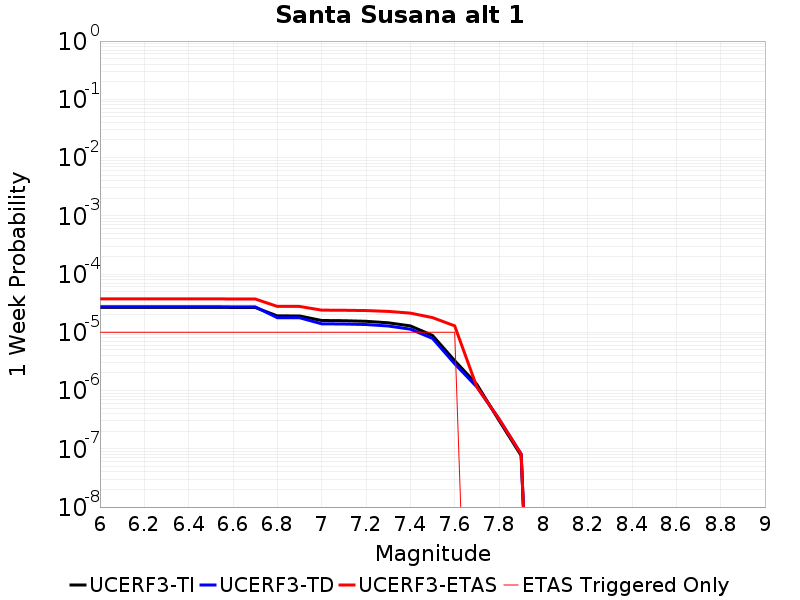 Santa Susana alt 1
1 Week Probability
10^0
10^-1
10^-2
10^-3
10^-4
10^-5
10^-6
10^-7
10^-8
6 6.2 6.4 6.6 6.8 7 7.2 7.4 7.6 7.8 8 8.2 8.4 8.6 8.8 9
Magnitude
UCERF3-TI UCERF3-TD UCERF3-ETAS ETAS Triggered Only